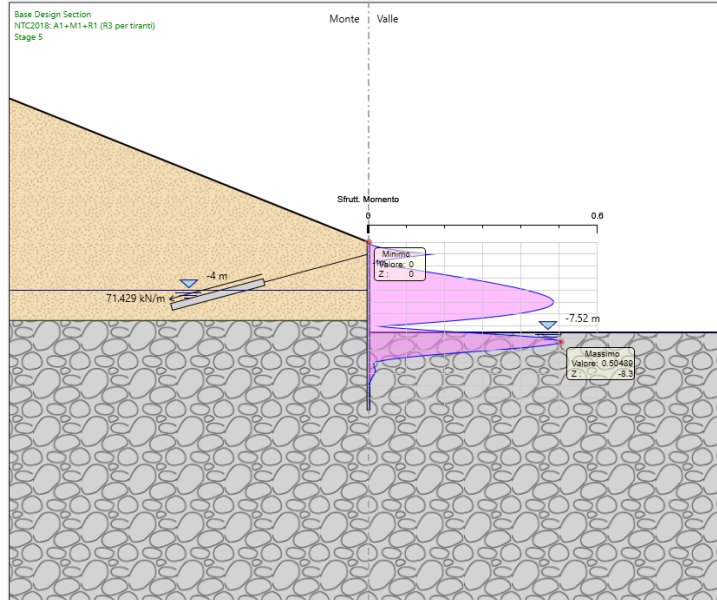 Base Design Section
NTC2018: A1+M1+R1 (R3 per tiranti)
Stage 5
Monte
Valle
Sfrutt. Momento
0
0.6
Minimo
Valore: 0
Z : 0
-4 m
71.429 kN/m
-7.52 m
Massimo
Valore: 0.50489
Z : -8.3